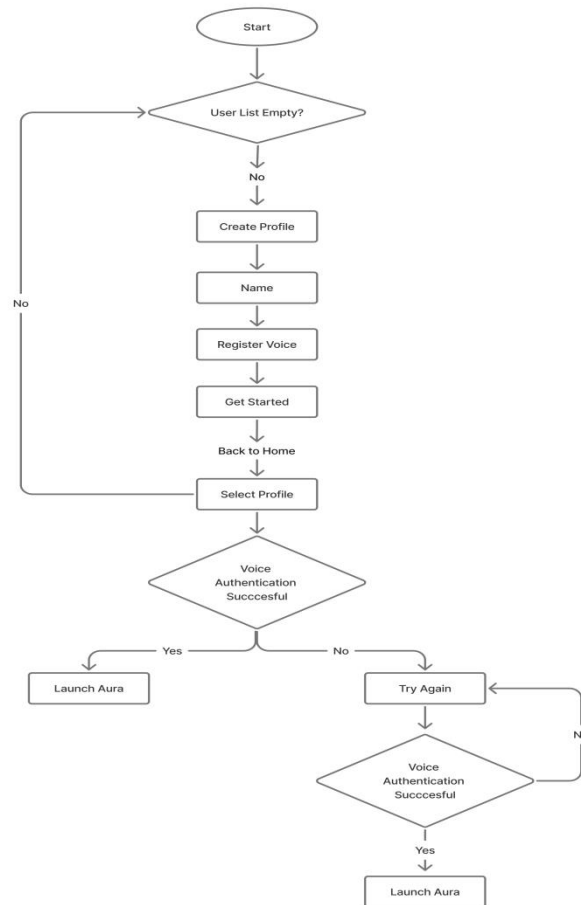 Start
User List Empty?
No
Create Profile
Name
No
Register Voice
Get Started
Back to Home
Select Profile
Voice
Authentication
Succcesful
Yes
No
Launch Aura
Try Again
N
Voice
Authentication
Succcesful
Yes
Launch Aura